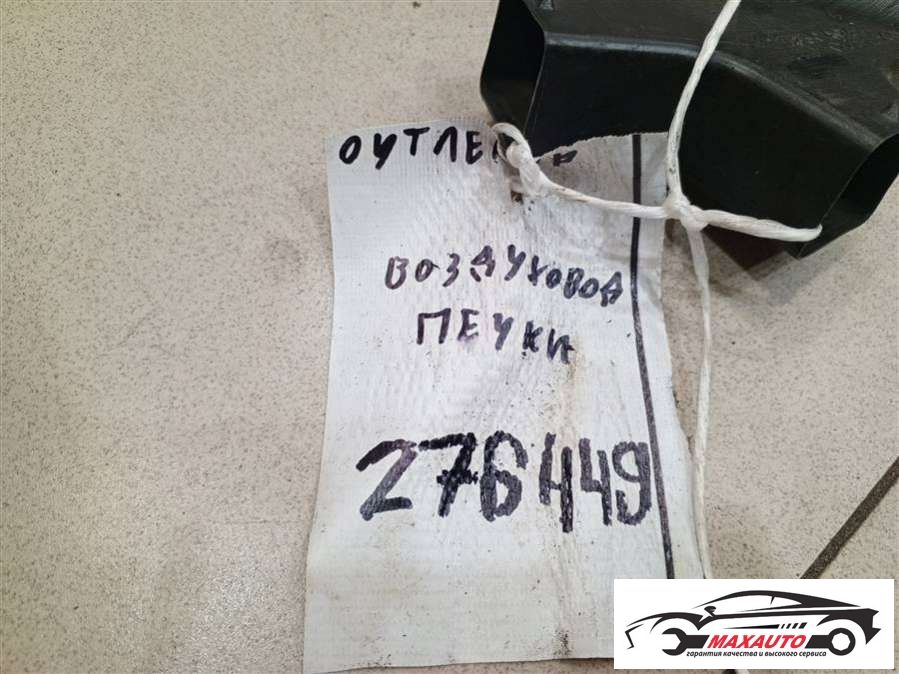 ВОЗДУХОВОД
ПЕЧКИ
276449
MAXAUTO
гарантия качества и высокого сервиса